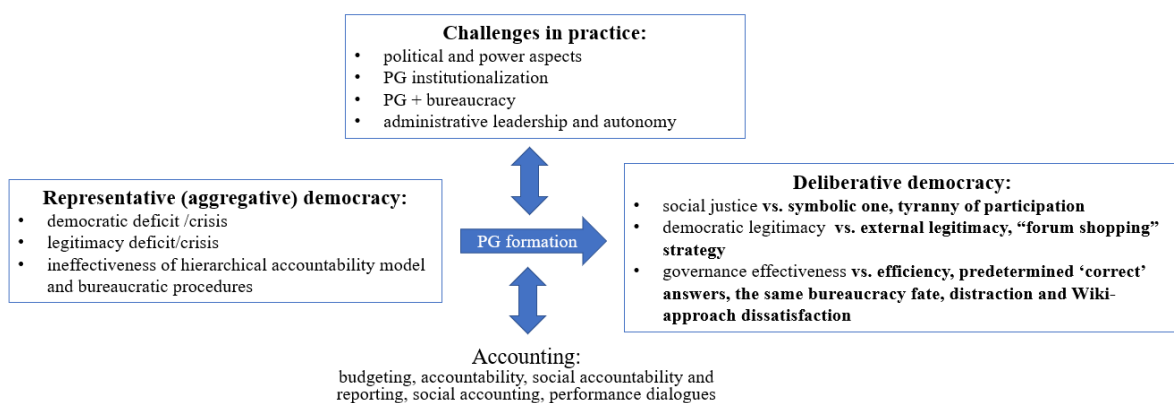 Challenges in practice:
• political and power aspects
• PG institutionalization
• PG + bureaucracy
• administrative leadership and autonomy
Representative (aggregative) democracy:
• democratic deficit /crisis
• legitimacy deficit/crisis
• ineffectiveness of hierarchical accountability model
and bureaucratic procedures
PG formation
Deliberative democracy:
• social justice vs. symbolic one, tyranny of participation
• democratic legitimacy vs. external legitimacy, “forum shopping”
strategy
• governance effectiveness vs. efficiency, predetermined ‘correct’
answers, the same bureaucracy fate, distraction and Wiki-
approach dissatisfaction
Accounting:
budgeting, accountability, social accountability and
reporting, social accounting, performance dialogues